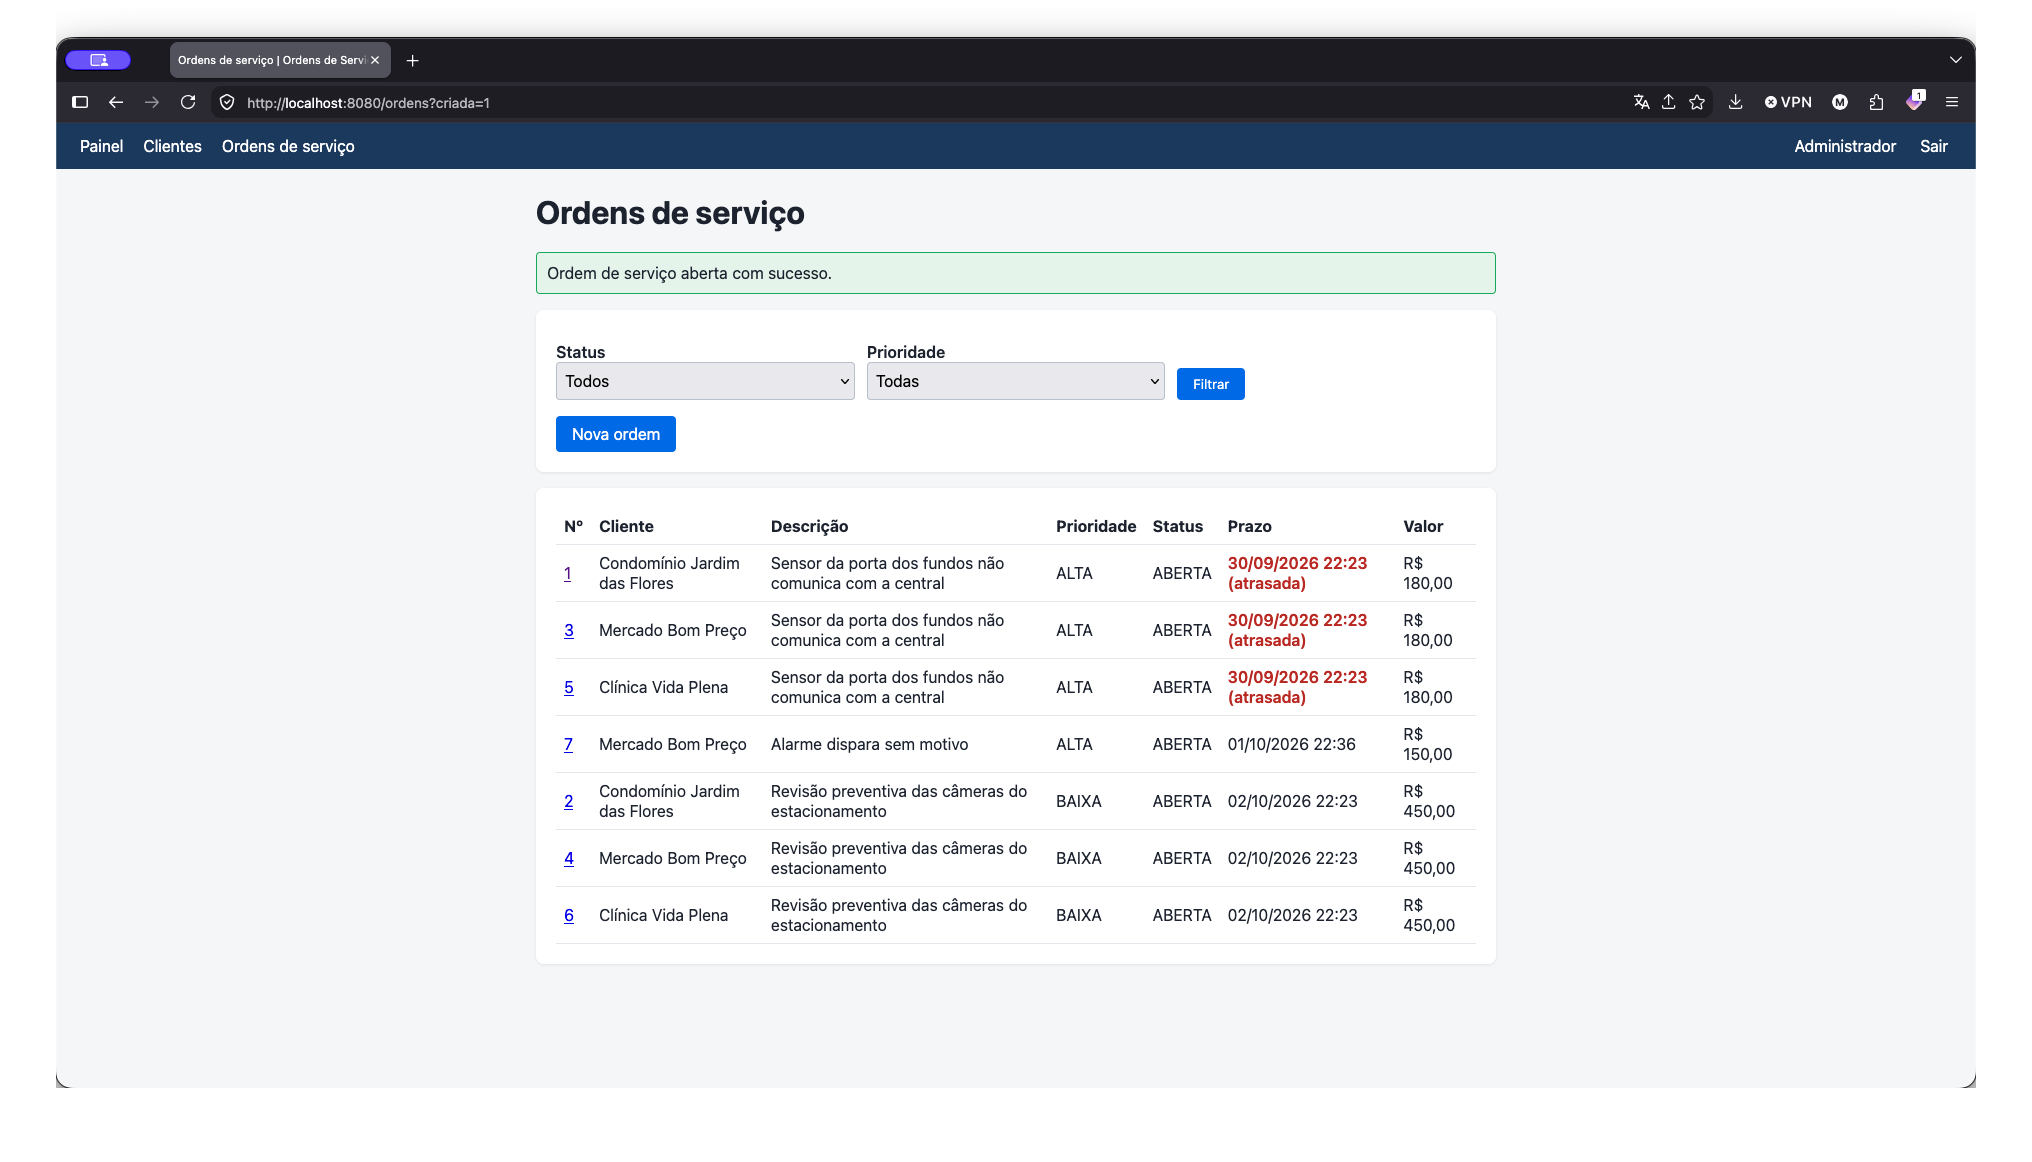 Ordens de serviço | Ordens de Servi
http://localhost:8080/ordens?criada=1
VPN
M
1
Painel Clientes Ordens de serviço Administrador Sair
Ordens de serviço
Ordem de serviço aberta com sucesso.
Status Prioridade
Todos Todas Filtrar
Nova ordem
Nº Cliente Descrição Prioridade Status Prazo Valor
1 Condomínio Jardim das Flores Sensor da porta dos fundos não comunica com a central ALTA ABERTA 30/09/2026 22:23 (atrasada) R$ 180,00
3 Mercado Bom Preço Sensor da porta dos fundos não comunica com a central ALTA ABERTA 30/09/2026 22:23 (atrasada) R$ 180,00
5 Clínica Vida Plena Sensor da porta dos fundos não comunica com a central ALTA ABERTA 30/09/2026 22:23 (atrasada) R$ 180,00
7 Mercado Bom Preço Alarme dispara sem motivo ALTA ABERTA 01/10/2026 22:36 R$ 150,00
2 Condomínio Jardim das Flores Revisão preventiva das câmeras do estacionamento BAIXA ABERTA 02/10/2026 22:23 R$ 450,00
4 Mercado Bom Preço Revisão preventiva das câmeras do estacionamento BAIXA ABERTA 02/10/2026 22:23 R$ 450,00
6 Clínica Vida Plena Revisão preventiva das câmeras do estacionamento BAIXA ABERTA 02/10/2026 22:23 R$ 450,00